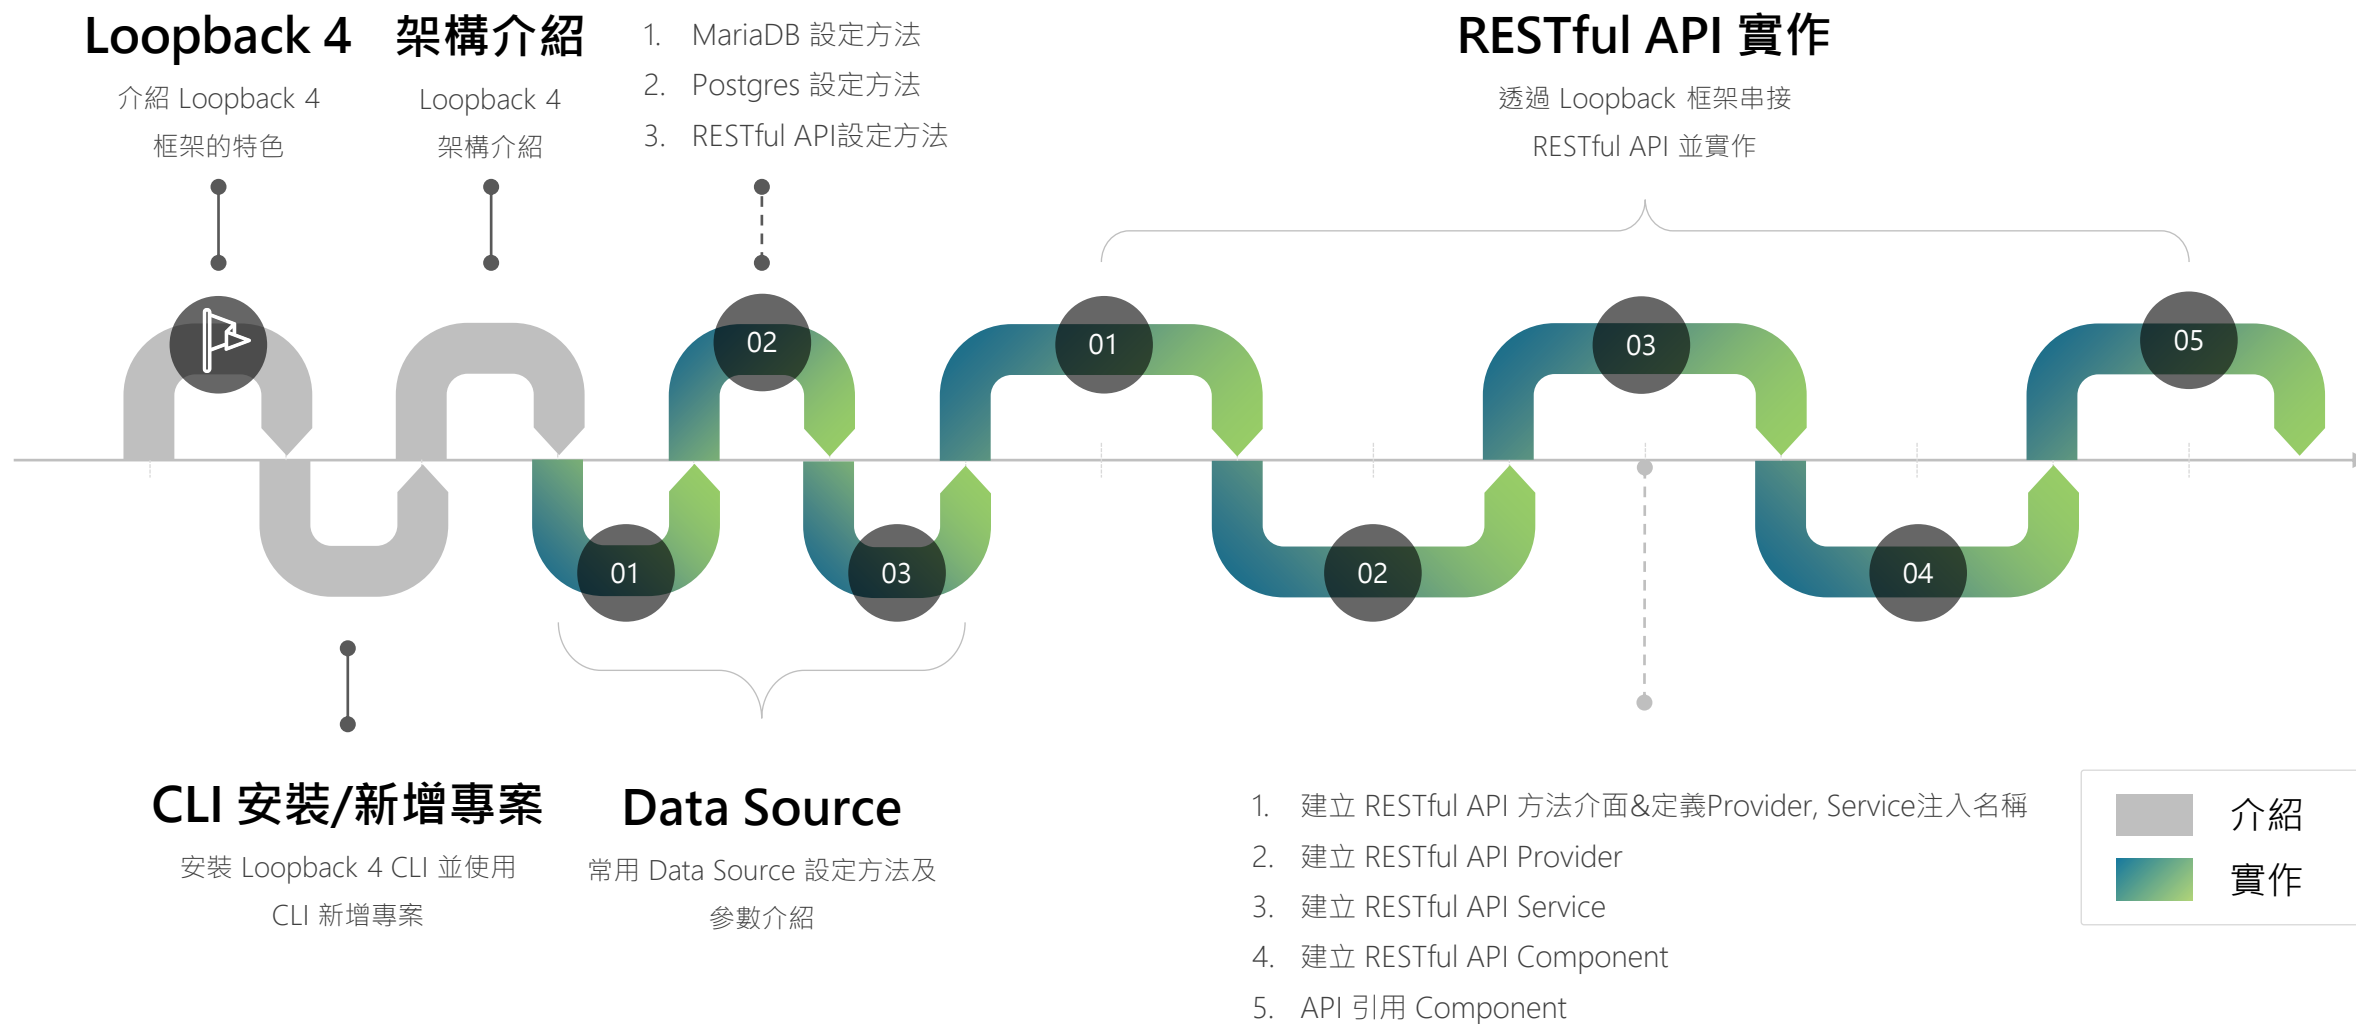 Loopback 4
介紹 Loopback 4
框架的特色
架構介紹
Loopback 4
架構介紹
1. MariaDB 設定方法
2. Postgres 設定方法
3. RESTful API設定方法
RESTful API 實作
透過 Loopback 框架串接
RESTful API 並實作
02
01
03
05
01
03
02
04
CLI 安裝/新增專案
安裝 Loopback 4 CLI 並使用
CLI 新增專案
Data Source
常用 Data Source 設定方法及
參數介紹
1. 建立 RESTful API 方法介面&定義Provider, Service注入名稱
2. 建立 RESTful API Provider
3. 建立 RESTful API Service
4. 建立 RESTful API Component
5. API 引用 Component
介紹
實作